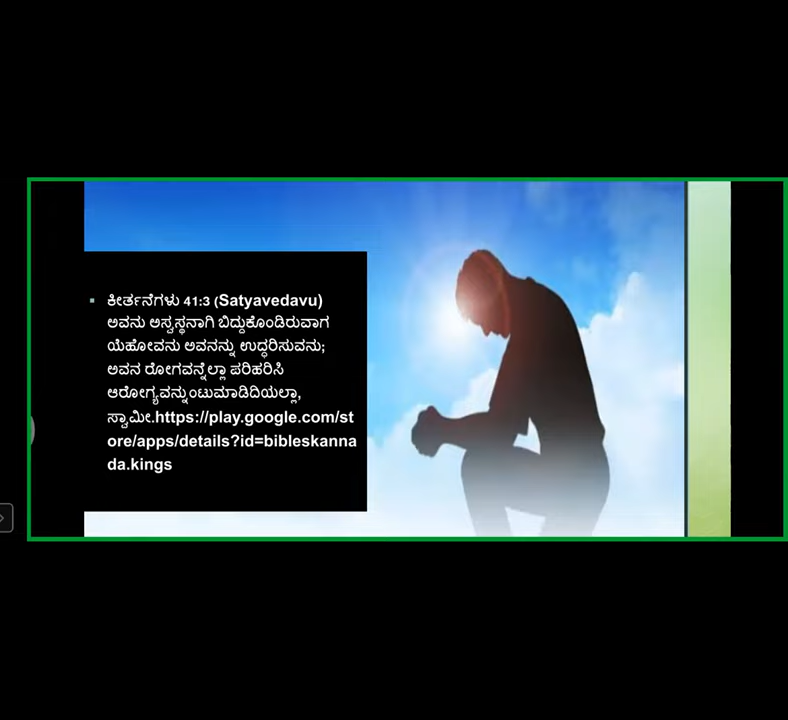 ಕೀರ್ತನೆಗಳು 41:3 (Satyavedavu)
ಅವನು ಅಸ್ವಸ್ಥನಾಗಿ ಬಿದ್ದುಕೊಂಡಿರುವಾಗ
ಯೆಹೋವನು ಅವನನ್ನು ಉದ್ಧರಿಸುವನು;
ಅವನ ರೋಗವನ್ನೆಲ್ಲಾ ಪರಿಹರಿಸಿ
ಆರೋಗ್ಯವನ್ನುಂಟುಮಾಡಿದಿಯಲ್ಲಾ,
ಸ್ವಾಮೀ.https://play.google.com/st
ore/apps/details?id=bibleskanna
da.kings